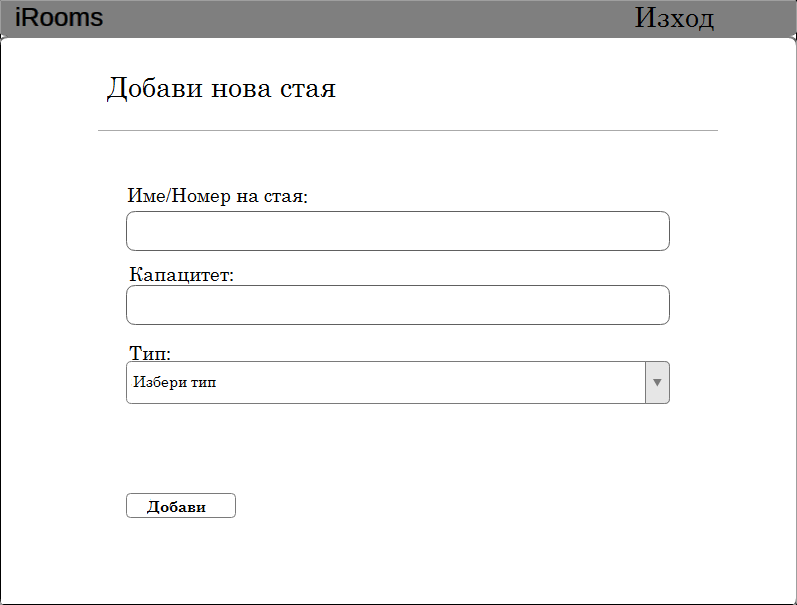 iRooms
Изход
Добави нова стая
Име/Номер на стая:
Капацитет:
Тип:
Избери тип
Добави